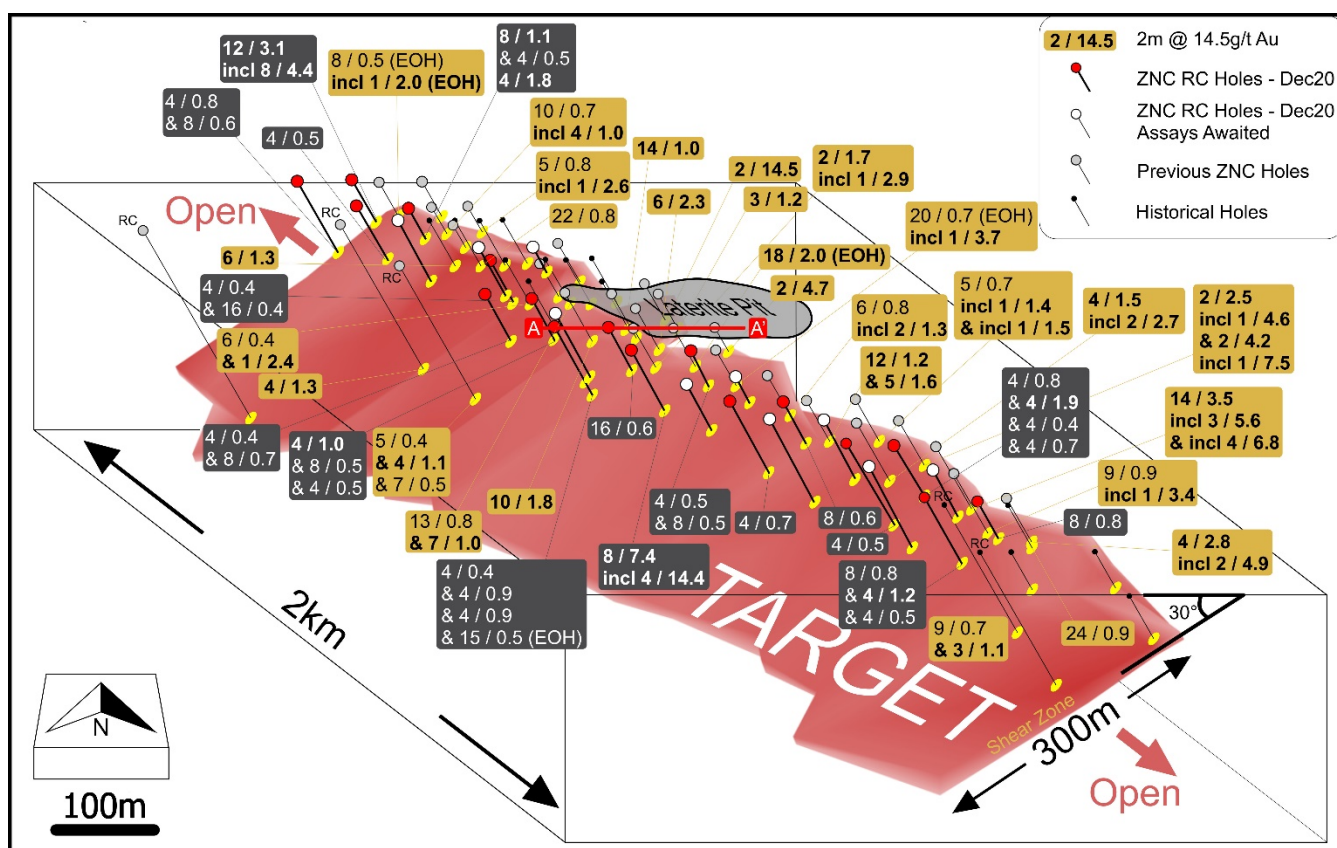 12 / 3.1
incl 8 / 4.4
8 / 0.5 (EOH)
incl 1 / 2.0 (EOH)
8 / 1.1
& 4 / 0.5
4 / 1.8
2 / 14.5
2m @ 14.5g/t Au
ZNC RC Holes - Dec20
ZNC RC Holes - Dec20
Assays Awaited
Previous ZNC Holes
Historical Holes
4 / 0.8
& 8 / 0.6
4 / 0.5
10 / 0.7
incl 4 / 1.0
14 / 1.0
5 / 0.8
incl 1 / 2.6
22 / 0.8
2 / 14.5
6 / 2.3
3 / 1.2
2 / 1.7
incl 1 / 2.9
20 / 0.7 (EOH)
incl 1 / 3.7
18 / 2.0 (EOH)
2 / 4.7
Open
RC
RC
RC
6 / 1.3
4 / 0.4
& 16 / 0.4
6 / 0.4
& 1 / 2.4
4 / 1.3
Laterite Pit
A
A'
6 / 0.8
incl 2 / 1.3
5 / 0.7
incl 1 / 1.4
& incl 1 / 1.5
4 / 1.5
incl 2 / 2.7
2 / 2.5
incl 1 / 4.6
& 2 / 4.2
incl 1 / 7.5
12 / 1.2
& 5 / 1.6
4 / 0.8
& 4 / 1.9
& 4 / 0.4
& 4 / 0.7
14 / 3.5
incl 3 / 5.6
& incl 4 / 6.8
9 / 0.9
incl 1 / 3.4
8 / 0.8
4 / 2.8
incl 2 / 4.9
RC
RC
4 / 0.4
& 8 / 0.7
4 / 1.0
& 8 / 0.5
& 4 / 0.5
5 / 0.4
& 4 / 1.1
& 7 / 0.5
16 / 0.6
10 / 1.8
13 / 0.8
& 7 / 1.0
4 / 0.5
& 8 / 0.5
4 / 0.7
8 / 0.6
4 / 0.5
4 / 0.4
& 4 / 0.9
& 4 / 0.9
& 15 / 0.5 (EOH)
8 / 7.4
incl 4 / 14.4
8 / 0.8
& 4 / 1.2
& 4 / 0.5
9 / 0.7
& 3 / 1.1
24 / 0.9
30°
2km
TARGET
Shear Zone
300m
Open
N
100m